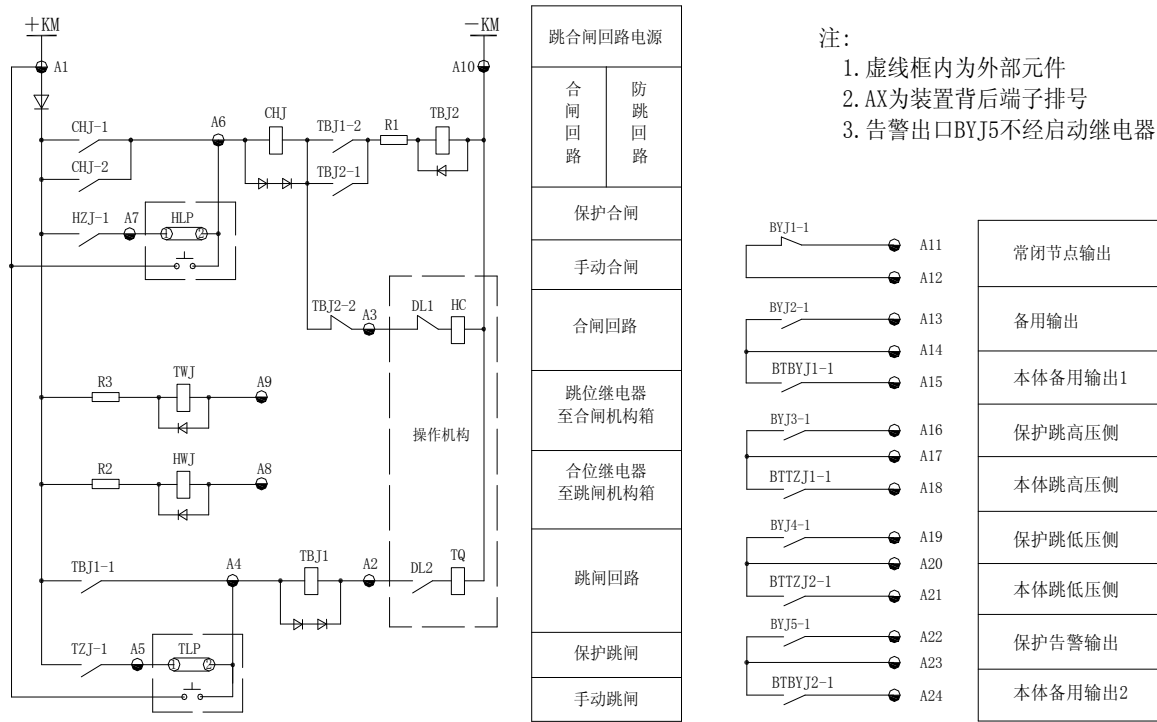 ＋KM
－KM
A1
A10
CHJ-1
A6
CHJ
TBJ1-2
R1
TBJ2
CHJ-2
TBJ2-1
HZJ-1
A7
HLP
1
2
TBJ2-2
A3
DL1
HC
R3
TWJ
A9
操作机构
R2
HWJ
A8
TBJ1-1
A4
TBJ1
A2
DL2
TQ
TZJ-1
A5
TLP
1
2
跳合闸回路电源
合闸回路
防跳回路
保护合闸
手动合闸
合闸回路
跳位继电器
至合闸机构箱
合位继电器
至跳闸机构箱
跳闸回路
保护跳闸
手动跳闸
注:
1.虚线框内为外部元件
2.AX为装置背后端子排号
3.告警出口BYJ5不经启动继电器
BYJ1-1
A11
常闭节点输出
A12
BYJ2-1
A13
备用输出
A14
BTBYJ1-1
A15
本体备用输出1
BYJ3-1
A16
保护跳高压侧
A17
BTTZJ1-1
A18
本体跳高压侧
BYJ4-1
A19
保护跳低压侧
A20
BTTZJ2-1
A21
本体跳低压侧
BYJ5-1
A22
保护告警输出
A23
BTBYJ2-1
A24
本体备用输出2